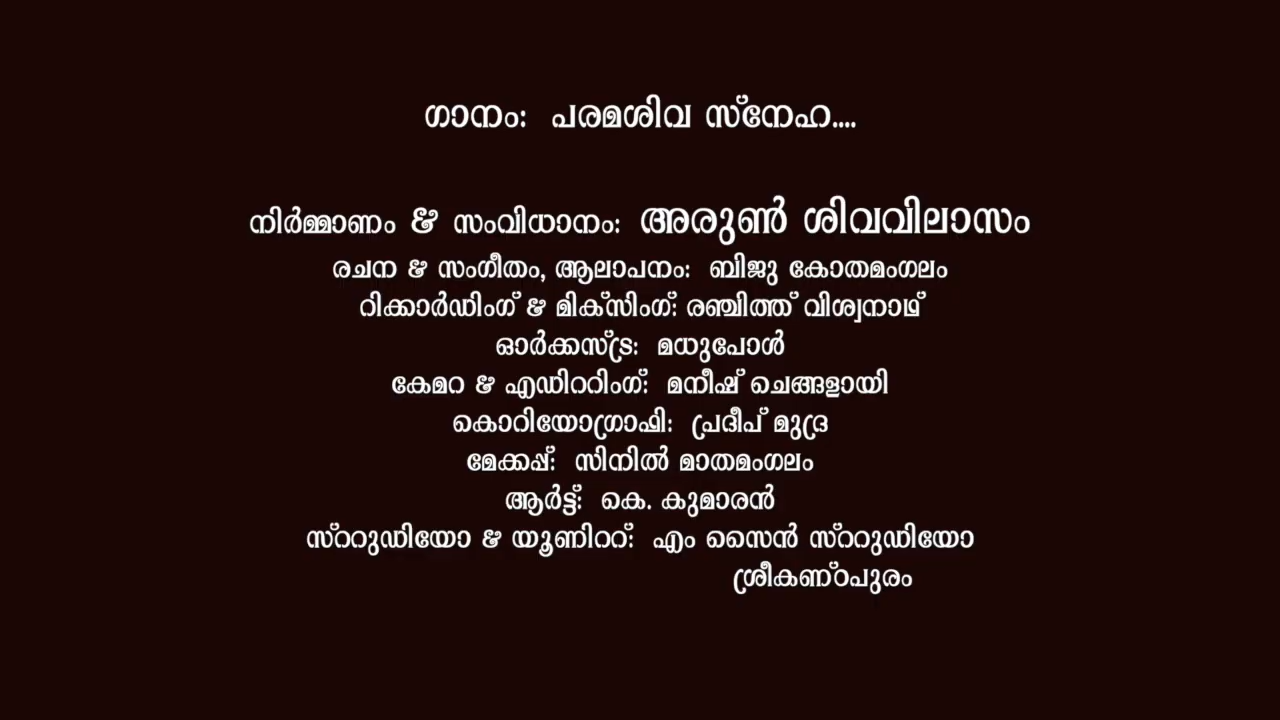 ഗാനം: പരമശിവ സ്നേഹ....
നിർമ്മാണം & സംവിധാനം: അരുൺ ശിവവിലാസം
രചന & സംഗീതം, ആലാപനം: ബിജു കോതമംഗലം
റിക്കാർഡിംഗ് & മിക്സിംഗ്: രഞ്ചിത്ത് വിശ്വനാഥ്
ഓർക്കസ്ട്ര: മധുപോൾ
കേമറ & എഡിററിംഗ്: മനീഷ് ചെങ്ങളായി
കൊറിയോഗ്രാഫി: പ്രദീപ് മുദ്ര
മേക്കപ്പ്: സിനിൽ മാതമംഗലം
ആർട്ട്: കെ. കുമാരൻ
സ്ററുഡിയോ & യൂണിററ്: എം സൈൻ സ്ററുഡിയോ
ശ്രീകണ്ഠപുരം